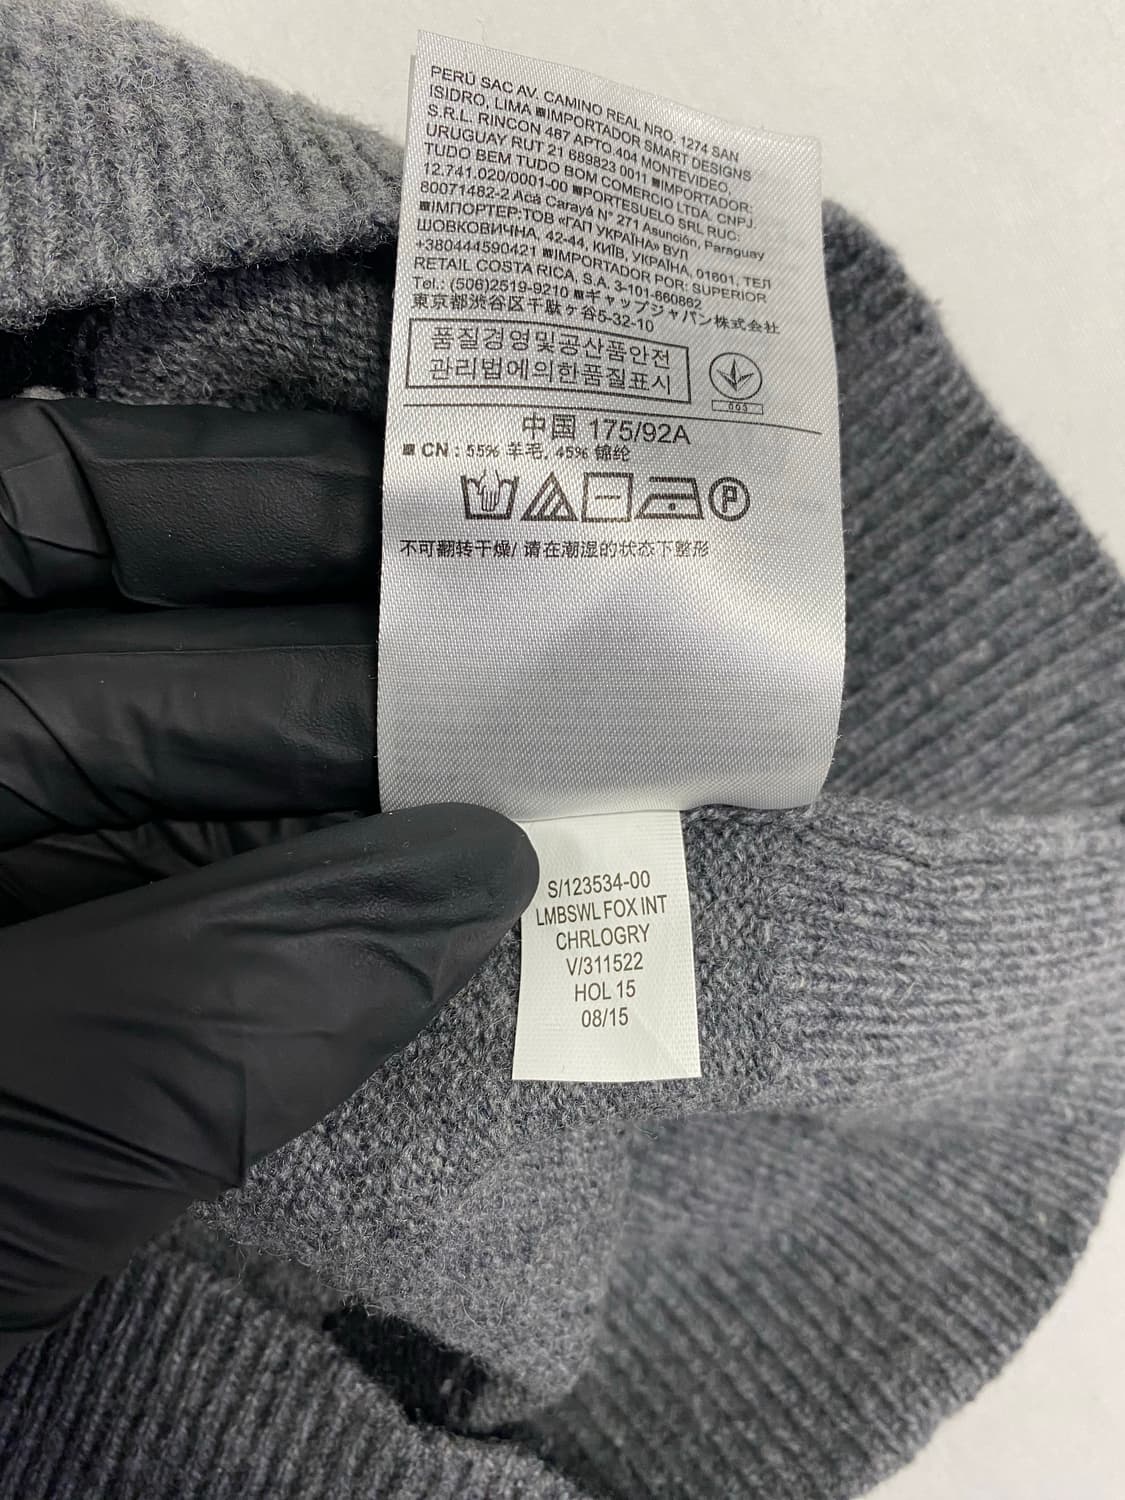 PERÚ SAC AV. CAMINO REAL NRO. 1274 SAN
ISIDRO, LIMA ■IMPORTADOR SMART DESIGNS
S.R.L. RINCON 487 APTO.404 MONTEVIDEO,
URUGUAY RUT 21 689823 0011 ■IMPORTADOR:
TUDO BEM TUDO BOM COMERCIO LTDA. CNPJ.
12.741.020/0001-00 ■PORTESUELO SRL RUC:
80071482-2 Acá Carayá N° 271 Asunción, Paraguay
■ІМПОРТЕР:ТОВ «ГАП УКРАЇНА» ВУЛ
ШОВКОВИЧНА, 42-44, КИЇВ, УКРАЇНА, 01601, ТЕЛ
+380444590421 ■IMPORTADOR POR: SUPERIOR
RETAIL COSTA RICA, S.A. 3-101-660862
Tel.: (506)2519-9210 ■ギャップジャパン株式会社
東京都渋谷区千駄ヶ谷5-32-10
품질경영및공산품안전
관리법에의한품질표시
003
中国 175/92A
■ CN : 55% 羊毛, 45% 锦纶
P
不可翻转干燥/ 请在潮湿的状态下整形
S/123534-00
LMBSWL FOX INT
CHRLOGRY
V/311522
HOL 15
08/15